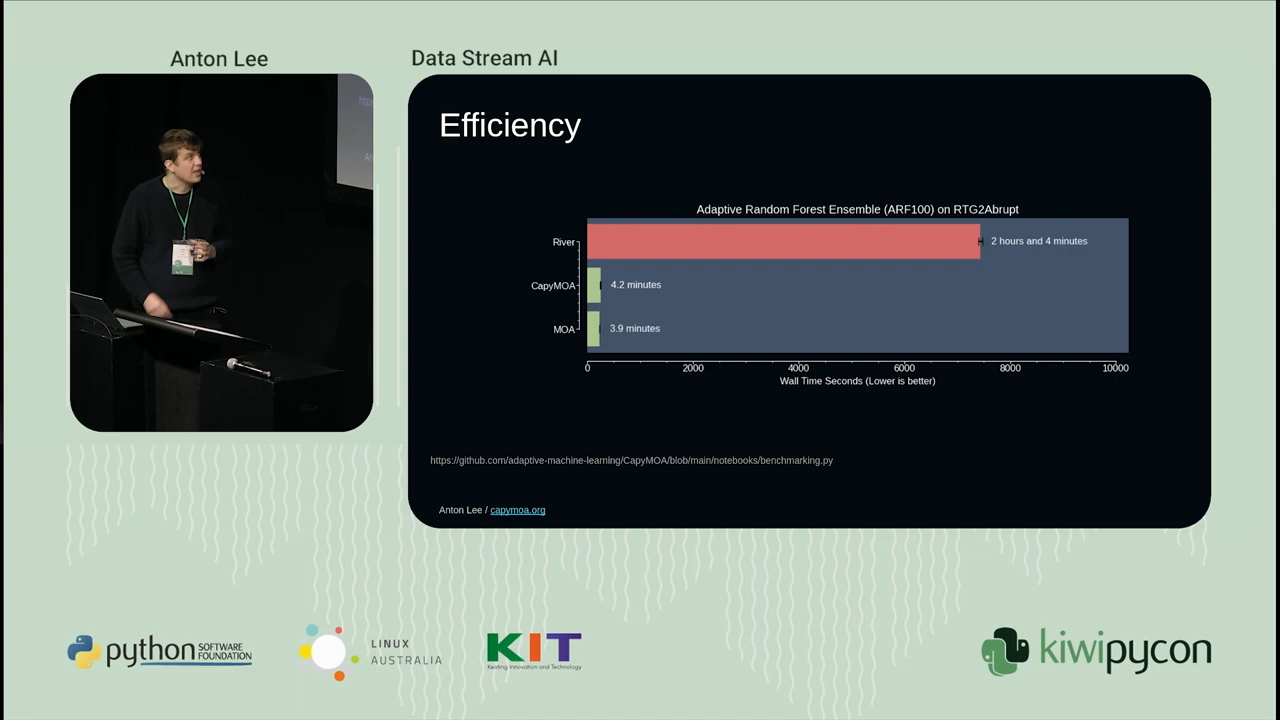 Anton Lee
Data Stream AI
Efficiency
Adaptive Random Forest Ensemble (ARF100) on RTG2Abrupt
River
2 hours and 4 minutes
CapyMOA
4.2 minutes
MOA
3.9 minutes
0 2000 4000 6000 8000 10000
Wall Time Seconds (Lower is better)
https://github.com/adaptive-machine-learning/CapyMOA/blob/main/notebooks/benchmarking.py
Anton Lee / capymoa.org
python SOFTWARE FOUNDATION
LINUX AUSTRALIA
KIT
Keating Innovation and Technology
kiwipycon